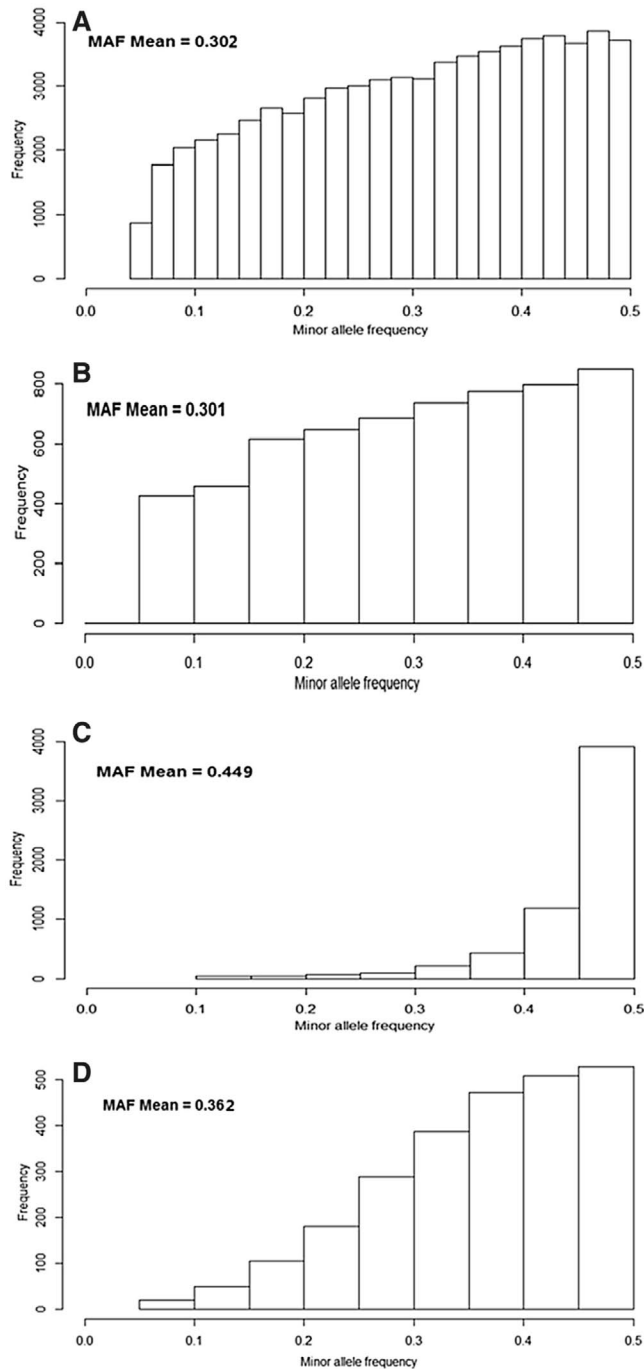 A
MAF Mean = 0.302
Frequency
0 1000 2000 3000 4000
0.0 0.1 0.2 0.3 0.4 0.5
Minor allele frequency
B
MAF Mean = 0.301
Frequency
0 200 400 600 800
0.0 0.1 0.2 0.3 0.4 0.5
Minor allele frequency
C
MAF Mean = 0.449
Frequency
0 1000 2000 3000 4000
0.0 0.1 0.2 0.3 0.4 0.5
Minor allele frequency
D
MAF Mean = 0.362
Frequency
0 100 200 300 400 500
0.0 0.1 0.2 0.3 0.4 0.5
Minor allele frequency